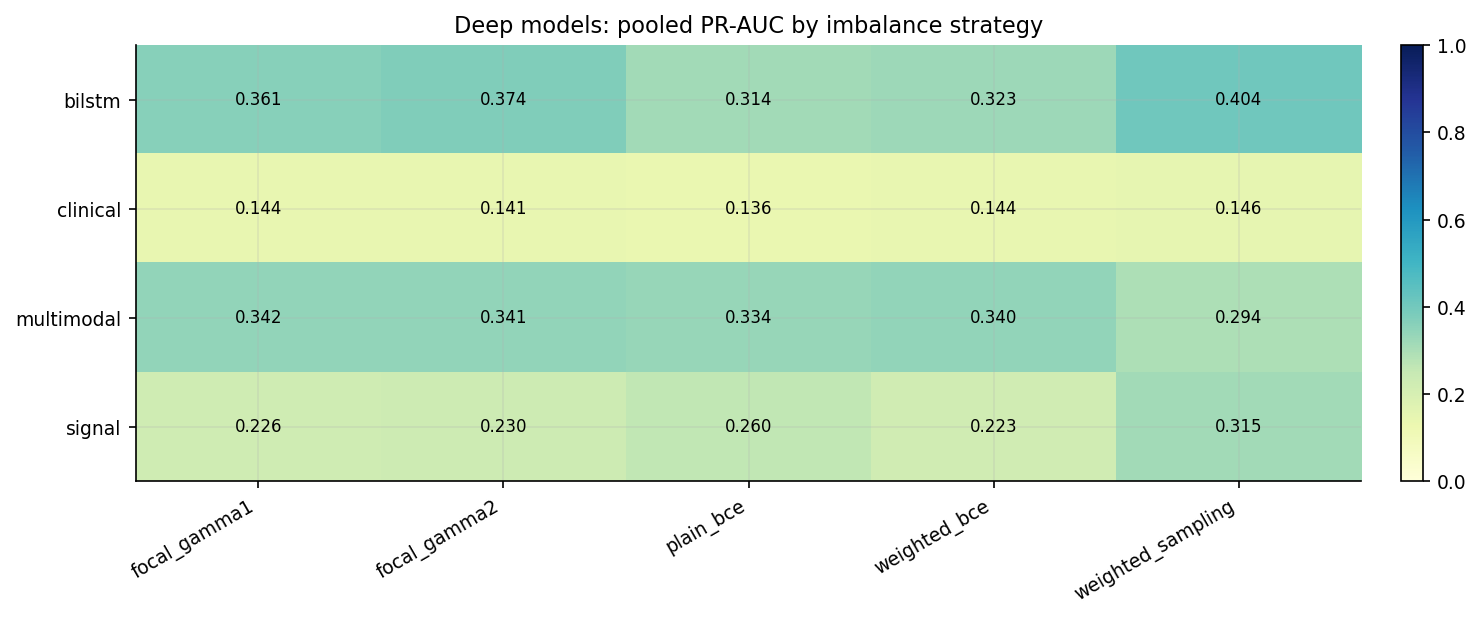 Deep models: pooled PR-AUC by imbalance strategy
bilstm 0.361 0.374 0.314 0.323 0.404
clinical 0.144 0.141 0.136 0.144 0.146
multimodal 0.342 0.341 0.334 0.340 0.294
signal 0.226 0.230 0.260 0.223 0.315
focal_gamma1 focal_gamma2 plain_bce weighted_bce weighted_sampling
1.0
0.8
0.6
0.4
0.2
0.0